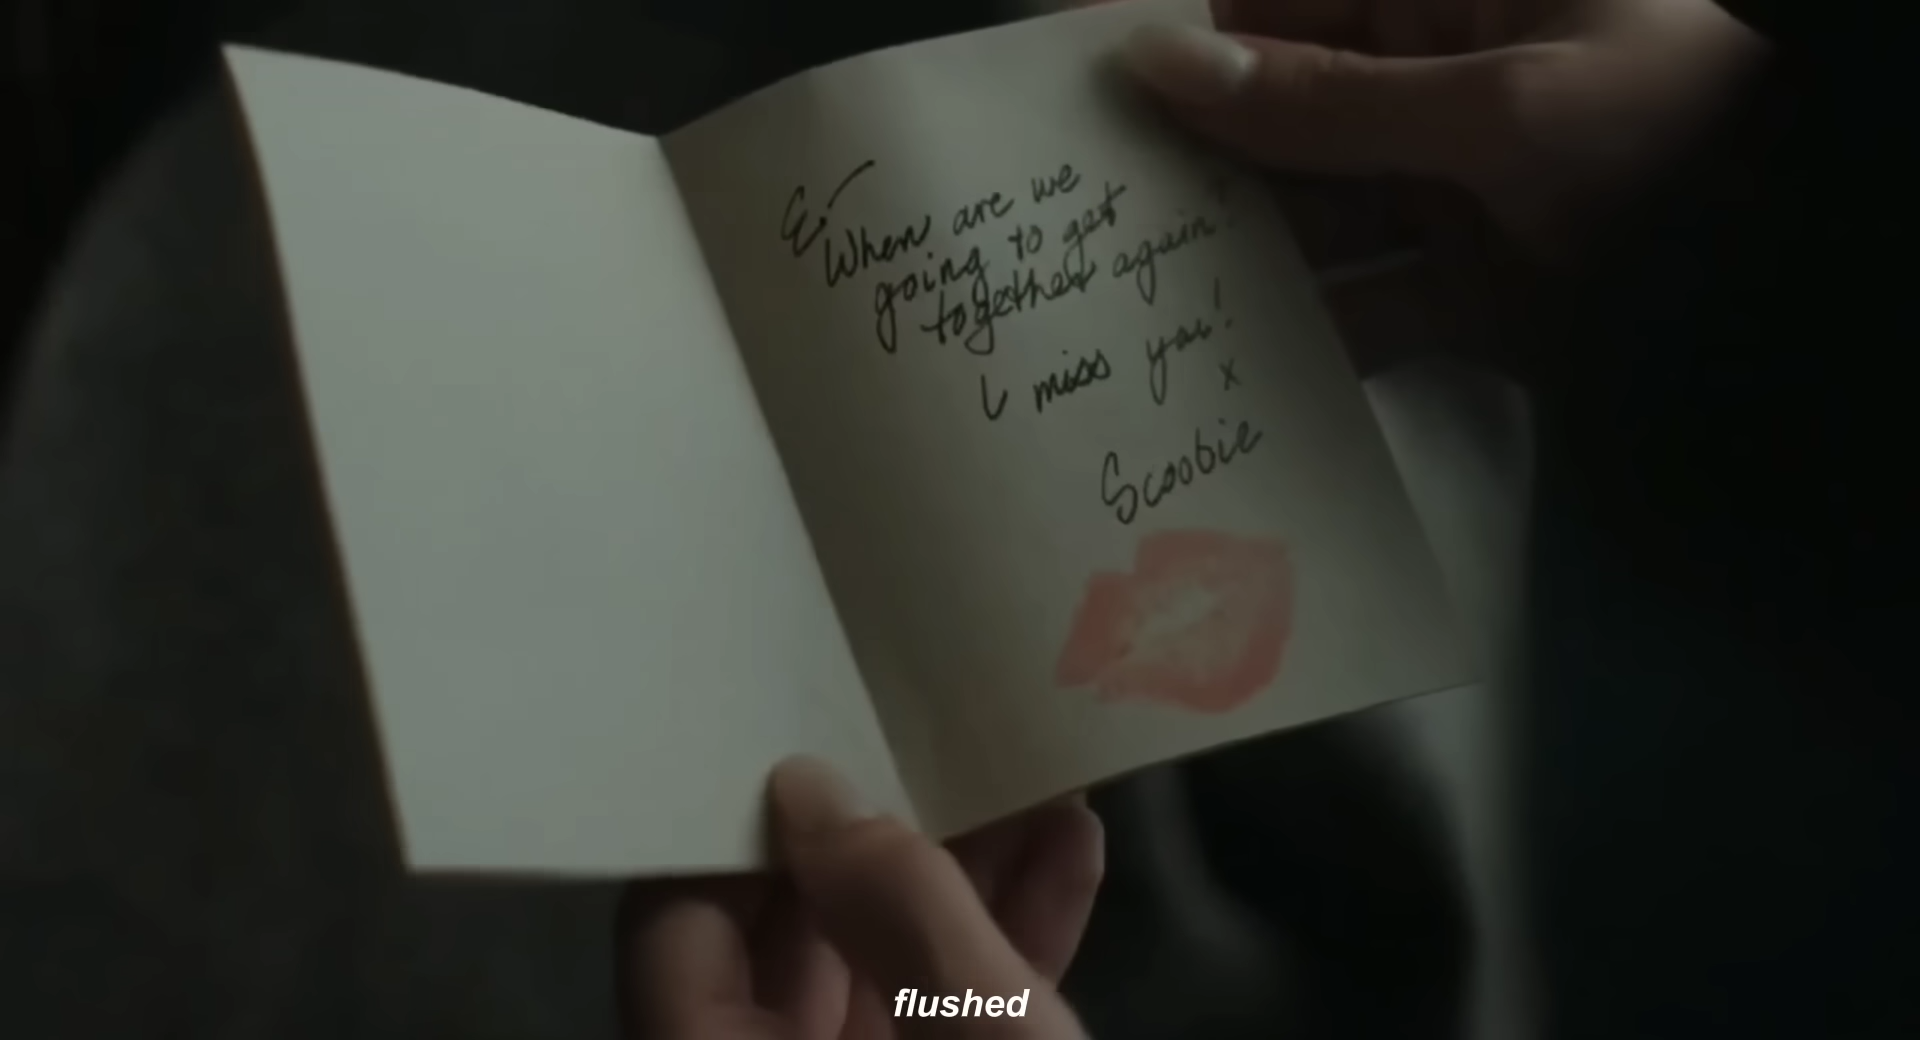 E.—
When are we
going to get
together again?
I miss you!
x
Scoobie
flushed